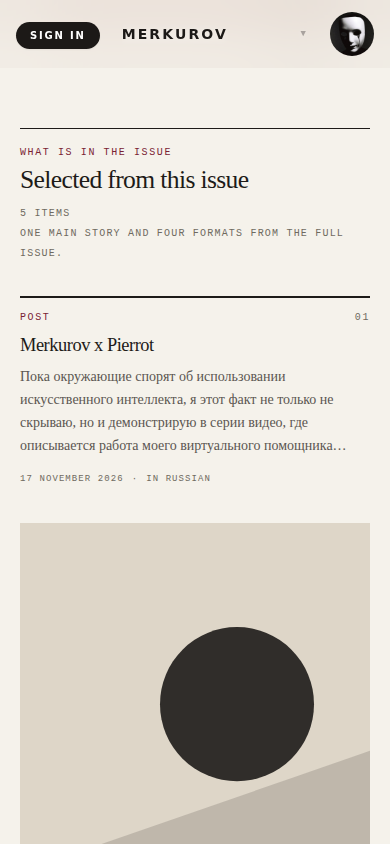 SIGN IN
MERKUROV
▼
WHAT IS IN THE ISSUE
Selected from this issue
5 ITEMS
ONE MAIN STORY AND FOUR FORMATS FROM THE FULL
ISSUE.
POST
01
Merkurov x Pierrot
Пока окружающие спорят об использовании
искусственного интеллекта, я этот факт не только не
скрываю, но и демонстрирую в серии видео, где
описывается работа моего виртуального помощника…
17 NOVEMBER 2026 · IN RUSSIAN